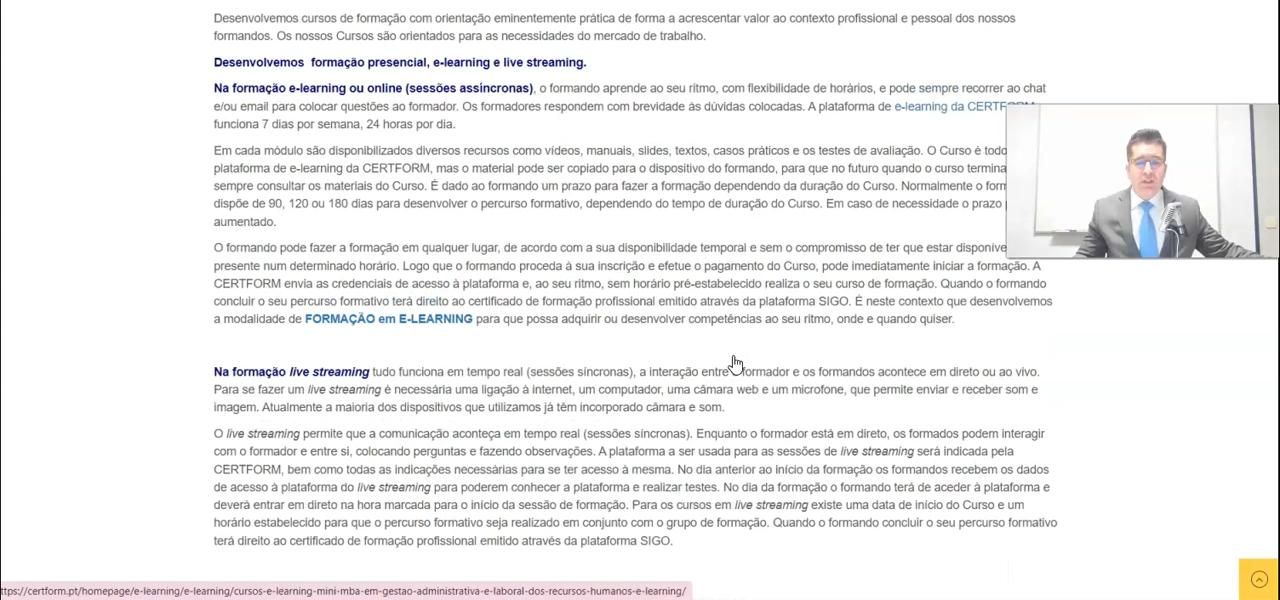 Desenvolvemos cursos de formação com orientação eminentemente prática de forma a acrescentar valor ao contexto profissional e pessoal dos nossos
formandos. Os nossos Cursos são orientados para as necessidades do mercado de trabalho.
Desenvolvemos formação presencial, e-learning e live streaming.
Na formação e-learning ou online (sessões assíncronas), o formando aprende ao seu ritmo, com flexibilidade de horários, e pode sempre recorrer ao chat
e/ou email para colocar questões ao formador. Os formadores respondem com brevidade às dúvidas colocadas. A plataforma de e-learning da CERTFORM
funciona 7 dias por semana, 24 horas por dia.
Em cada módulo são disponibilizados diversos recursos como vídeos, manuais, slides, textos, casos práticos e os testes de avaliação. O Curso é todo
plataforma de e-learning da CERTFORM, mas o material pode ser copiado para o dispositivo do formando, para que no futuro quando o curso termina
sempre consultar os materiais do Curso. É dado ao formando um prazo para fazer a formação dependendo da duração do Curso. Normalmente o
dispõe de 90, 120 ou 180 dias para desenvolver o percurso formativo, dependendo do tempo de duração do Curso. Em caso de necessidade o prazo
aumentado.
O formando pode fazer a formação em qualquer lugar, de acordo com a sua disponibilidade temporal e sem o compromisso de ter que estar
presente num determinado horário. Logo que o formando proceda à sua inscrição e efetue o pagamento do Curso, pode imediatamente iniciar a formação. A
CERTFORM envia as credenciais de acesso à plataforma e, ao seu ritmo, sem horário pré-estabelecido realiza o seu curso de formação. Quando o formando
concluir o seu percurso formativo terá direito ao certificado de formação profissional emitido através da plataforma SIGO. É neste contexto que desenvolvemos
a modalidade de FORMAÇÃO em E-LEARNING para que possa adquirir ou desenvolver competências ao seu ritmo, onde e quando quiser.
Na formação live streaming tudo funciona em tempo real (sessões síncronas), a interação entre formador e os formandos acontece em direto ou ao vivo.
Para se fazer um live streaming é necessária uma ligação à internet, um computador, uma câmara web e um microfone, que permite enviar e receber som e
imagem. Atualmente a maioria dos dispositivos que utilizamos já têm incorporado câmara e som.
O live streaming permite que a comunicação aconteça em tempo real (sessões síncronas). Enquanto o formador está em direto, os formados podem interagir
com o formador e entre si, colocando perguntas e fazendo observações. A plataforma a ser usada para as sessões de live streaming será indicada pela
CERTFORM, bem como todas as indicações necessárias para se ter acesso à mesma. No dia anterior ao início da formação os formandos recebem os dados
de acesso à plataforma do live streaming para poderem conhecer a plataforma e realizar testes. No dia da formação o formando terá de aceder à plataforma e
deverá entrar em direto na hora marcada para o início da sessão de formação. Para os cursos em live streaming existe uma data de início do Curso e um
horário estabelecido para que o percurso formativo seja realizado em conjunto com o grupo de formação. Quando o formando concluir o seu percurso formativo
terá direito ao certificado de formação profissional emitido através da plataforma SIGO.
ttps://certform.pt/homepage/e-learning/e-learning/cursos-e-learning-mini-mba-em-gestao-administrativa-e-laboral-dos-recursos-humanos-e-learning/